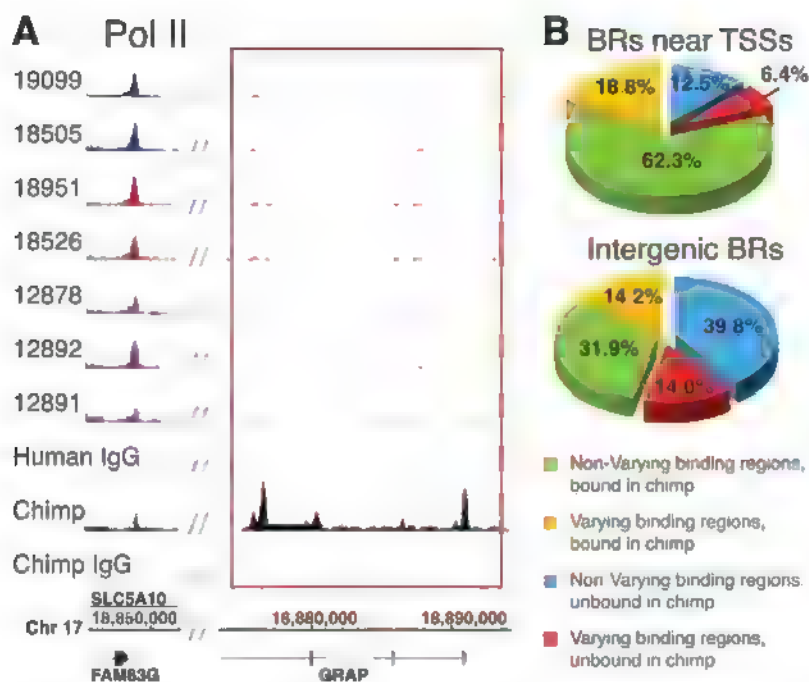 A Pol II
19099
18505
18951
18526
12878
12892
12891
Human IgG
Chimp
Chimp IgG
SLC5A10
18,850,000
Chr 17
18,880,000
18,890,000
FAM83G
GRAP
B BRs near TSSs
18.8%
12.5%
6.4%
62.3%
Intergenic BRs
14.2%
39.8%
31.9%
14.0%
Non-Varying binding regions,
bound in chimp
Varying binding regions,
bound in chimp
Non Varying binding regions
unbound in chimp
Varying binding regions,
unbound in chimp